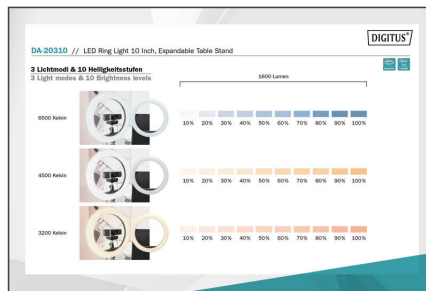 DIGITUS®
DA-20310 // LED Ring Light 10 Inch, Expandable Table Stand
3 Lichtmodi & 10 Helligkeitsstufen
3 Light modes & 10 Brightness levels
1600 Lumen
6500 Kelvin
10% 20% 30% 40% 50% 60% 70% 80% 90% 100%
4500 Kelvin
10% 20% 30% 40% 50% 60% 70% 80% 90% 100%
3200 Kelvin
10% 20% 30% 40% 50% 60% 70% 80% 90% 100%